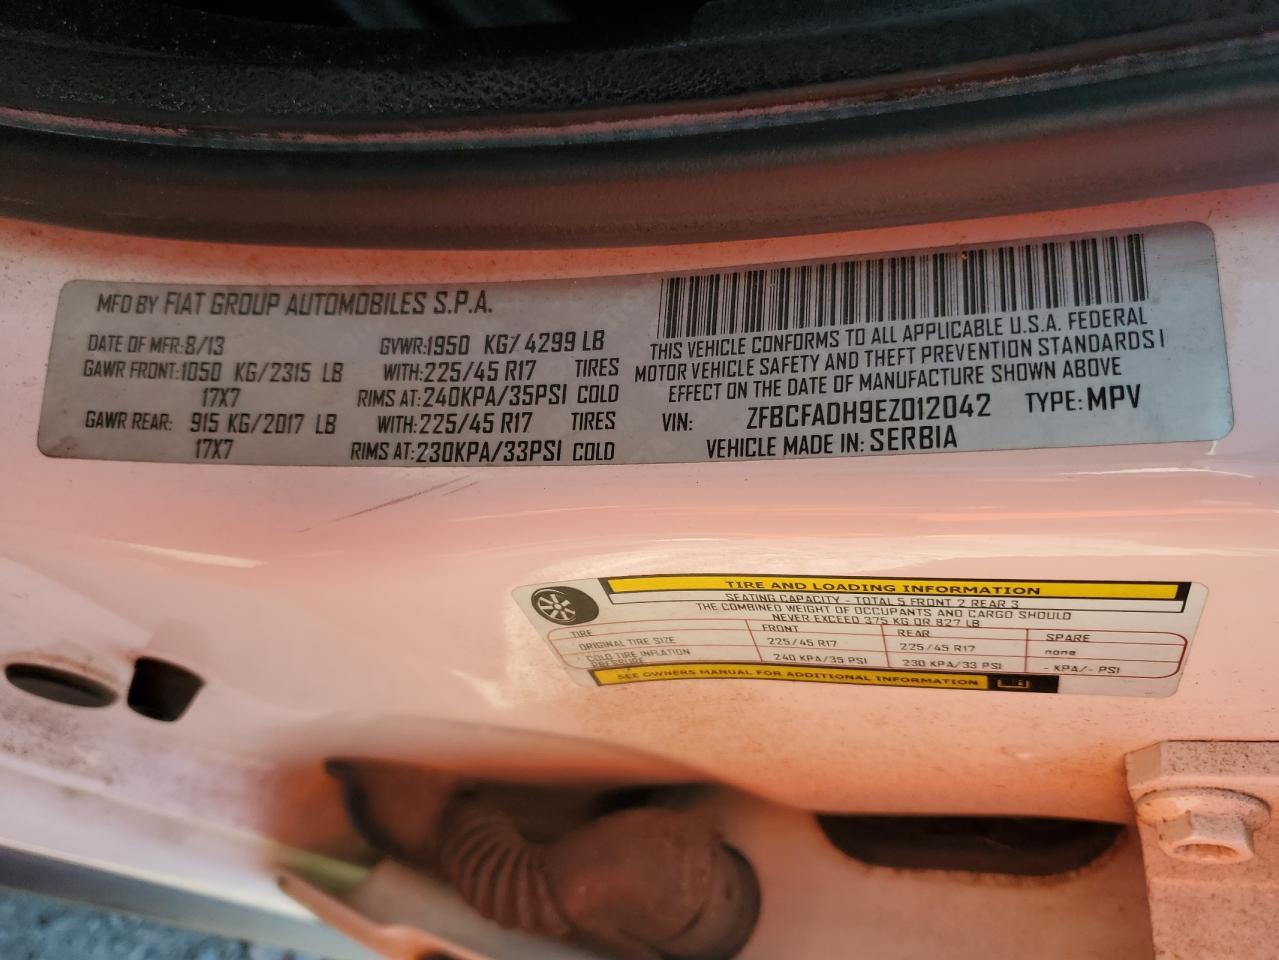 MFD BY FIAT GROUP AUTOMOBILES S.P.A.
DATE OF MFR: 8/13 GVWR: 1950 KG/ 4299 LB
GAWR FRONT: 1050 KG/2315 LB WITH: 225/45 R17 TIRES
17X7 RIMS AT: 240KPA/35PSI COLD
GAWR REAR: 915 KG/2017 LB WITH: 225/45 R17 TIRES
17X7 RIMS AT: 230KPA/33PSI COLD
THIS VEHICLE CONFORMS TO ALL APPLICABLE U.S.A. FEDERAL
MOTOR VEHICLE SAFETY AND THEFT PREVENTION STANDARDS I
EFFECT ON THE DATE OF MANUFACTURE SHOWN ABOVE
VIN: ZFBCFADH9EZ012042 TYPE: MPV
VEHICLE MADE IN: SERBIA
TIRE AND LOADING INFORMATION
SEATING CAPACITY - TOTAL 5 FRONT 2 REAR 3
THE COMBINED WEIGHT OF OCCUPANTS AND CARGO SHOULD
NEVER EXCEED 375 KG OR 827 LB
TIRE FRONT REAR SPARE
ORIGINAL TIRE SIZE 225/45 R17 225/45 R17 none
COLD TIRE INFLATION PRESSURE 240 KPA/35 PSI 230 KPA/33 PSI - KPA/- PSI
SEE OWNERS MANUAL FOR ADDITIONAL INFORMATION